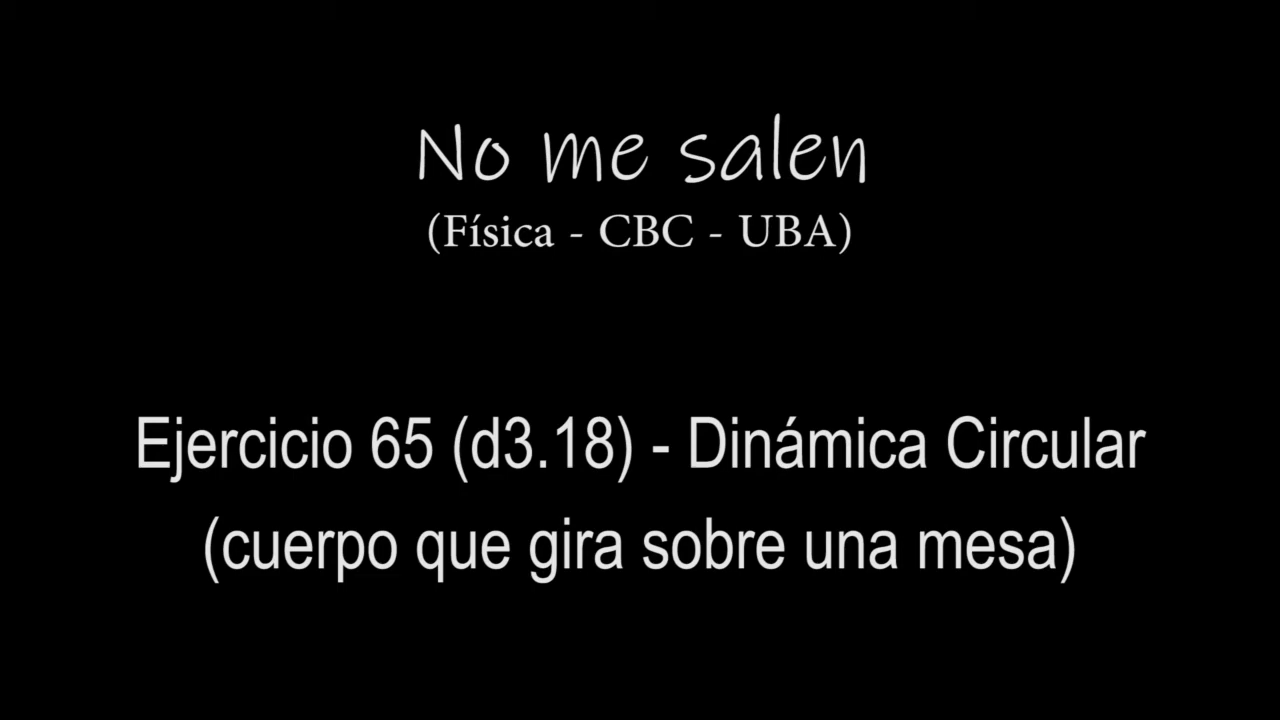 No me salen
(Física - CBC - UBA)
Ejercicio 65 (d3.18) - Dinámica Circular
(cuerpo que gira sobre una mesa)